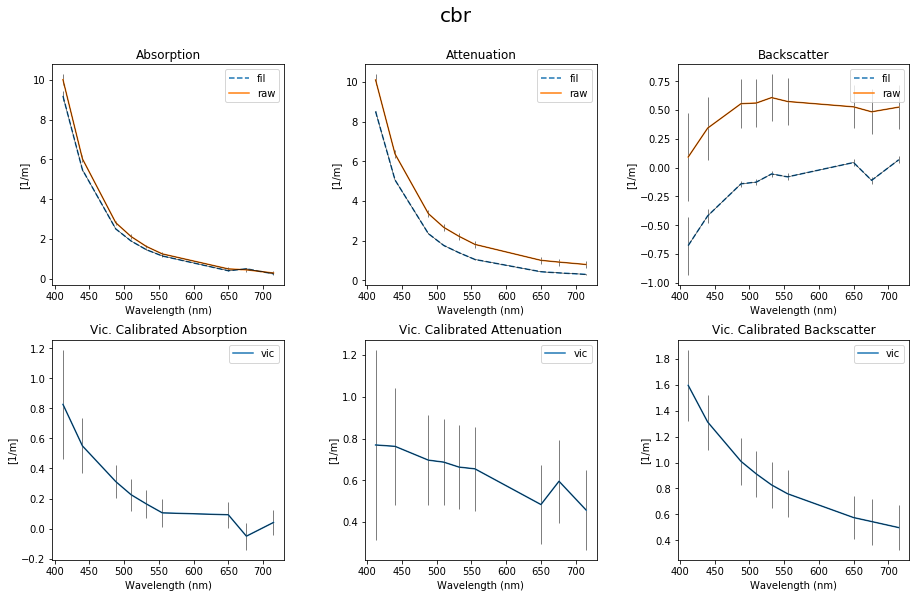 cbr
Absorption
fil
raw
10
8
6
4
2
0
[1/m]
400 450 500 550 600 650 700
Wavelength (nm)
Attenuation
fil
raw
10
8
6
4
2
0
[1/m]
400 450 500 550 600 650 700
Wavelength (nm)
Backscatter
fil
raw
0.75
0.50
0.25
0.00
−0.25
−0.50
−0.75
−1.00
[1/m]
400 450 500 550 600 650 700
Wavelength (nm)
Vic. Calibrated Absorption
vic
1.2
1.0
0.8
0.6
0.4
0.2
0.0
−0.2
[1/m]
400 450 500 550 600 650 700
Wavelength (nm)
Vic. Calibrated Attenuation
vic
1.2
1.0
0.8
0.6
0.4
[1/m]
400 450 500 550 600 650 700
Wavelength (nm)
Vic. Calibrated Backscatter
vic
1.8
1.6
1.4
1.2
1.0
0.8
0.6
0.4
[1/m]
400 450 500 550 600 650 700
Wavelength (nm)